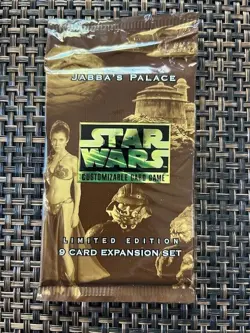 JABBA'S PALACE
STAR
WARS
CUSTOMIZABLE CARD GAME
LIMITED EDITION
9 CARD EXPANSION SET